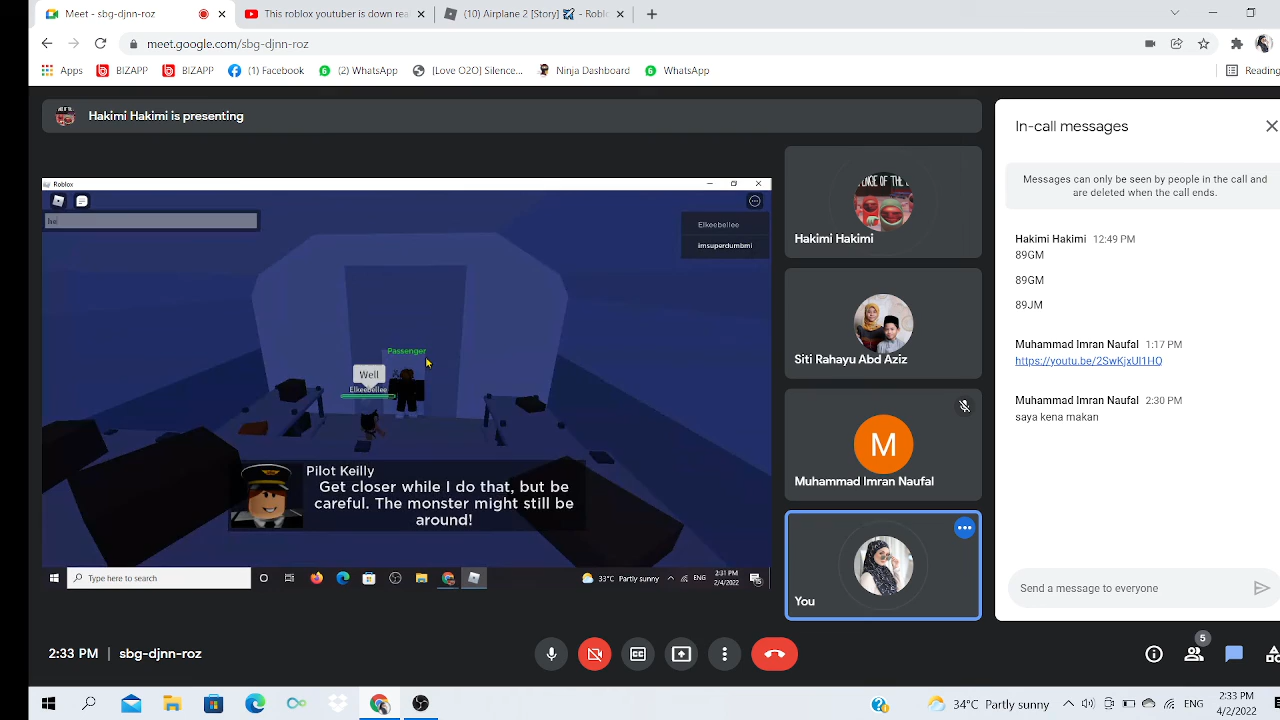 Meet - sbg-djnn-roz
This roblox youtuber is down rea
(10) Airplane 2 [Story] ✈️ - Roblo
meet.google.com/sbg-djnn-roz
Apps
BIZAPP
BIZAPP
(1) Facebook
(2) WhatsApp
[Love O2O] Silence...
Ninja Dashboard
WhatsApp
Reading
Hakimi Hakimi is presenting
Roblox
Elkeebellee
imsuperdumbmi
Passenger
Well
Elkeebellee
Pilot Keilly
Get closer while I do that, but be
careful. The monster might still be
around!
Type here to search
33°C Partly sunny
ENG
2:31 PM
2/4/2022
Hakimi Hakimi
Siti Rahayu Abd Aziz
M
Muhammad Imran Naufal
You
In-call messages
Messages can only be seen by people in the call and
are deleted when the call ends.
Hakimi Hakimi 12:49 PM
89GM
89GM
89JM
Muhammad Imran Naufal 1:17 PM
https://youtu.be/2SwKjxUI1HQ
Muhammad Imran Naufal 2:30 PM
saya kena makan
Send a message to everyone
2:33 PM | sbg-djnn-roz
5
34°C Partly sunny
ENG
2:33 PM
4/2/2022